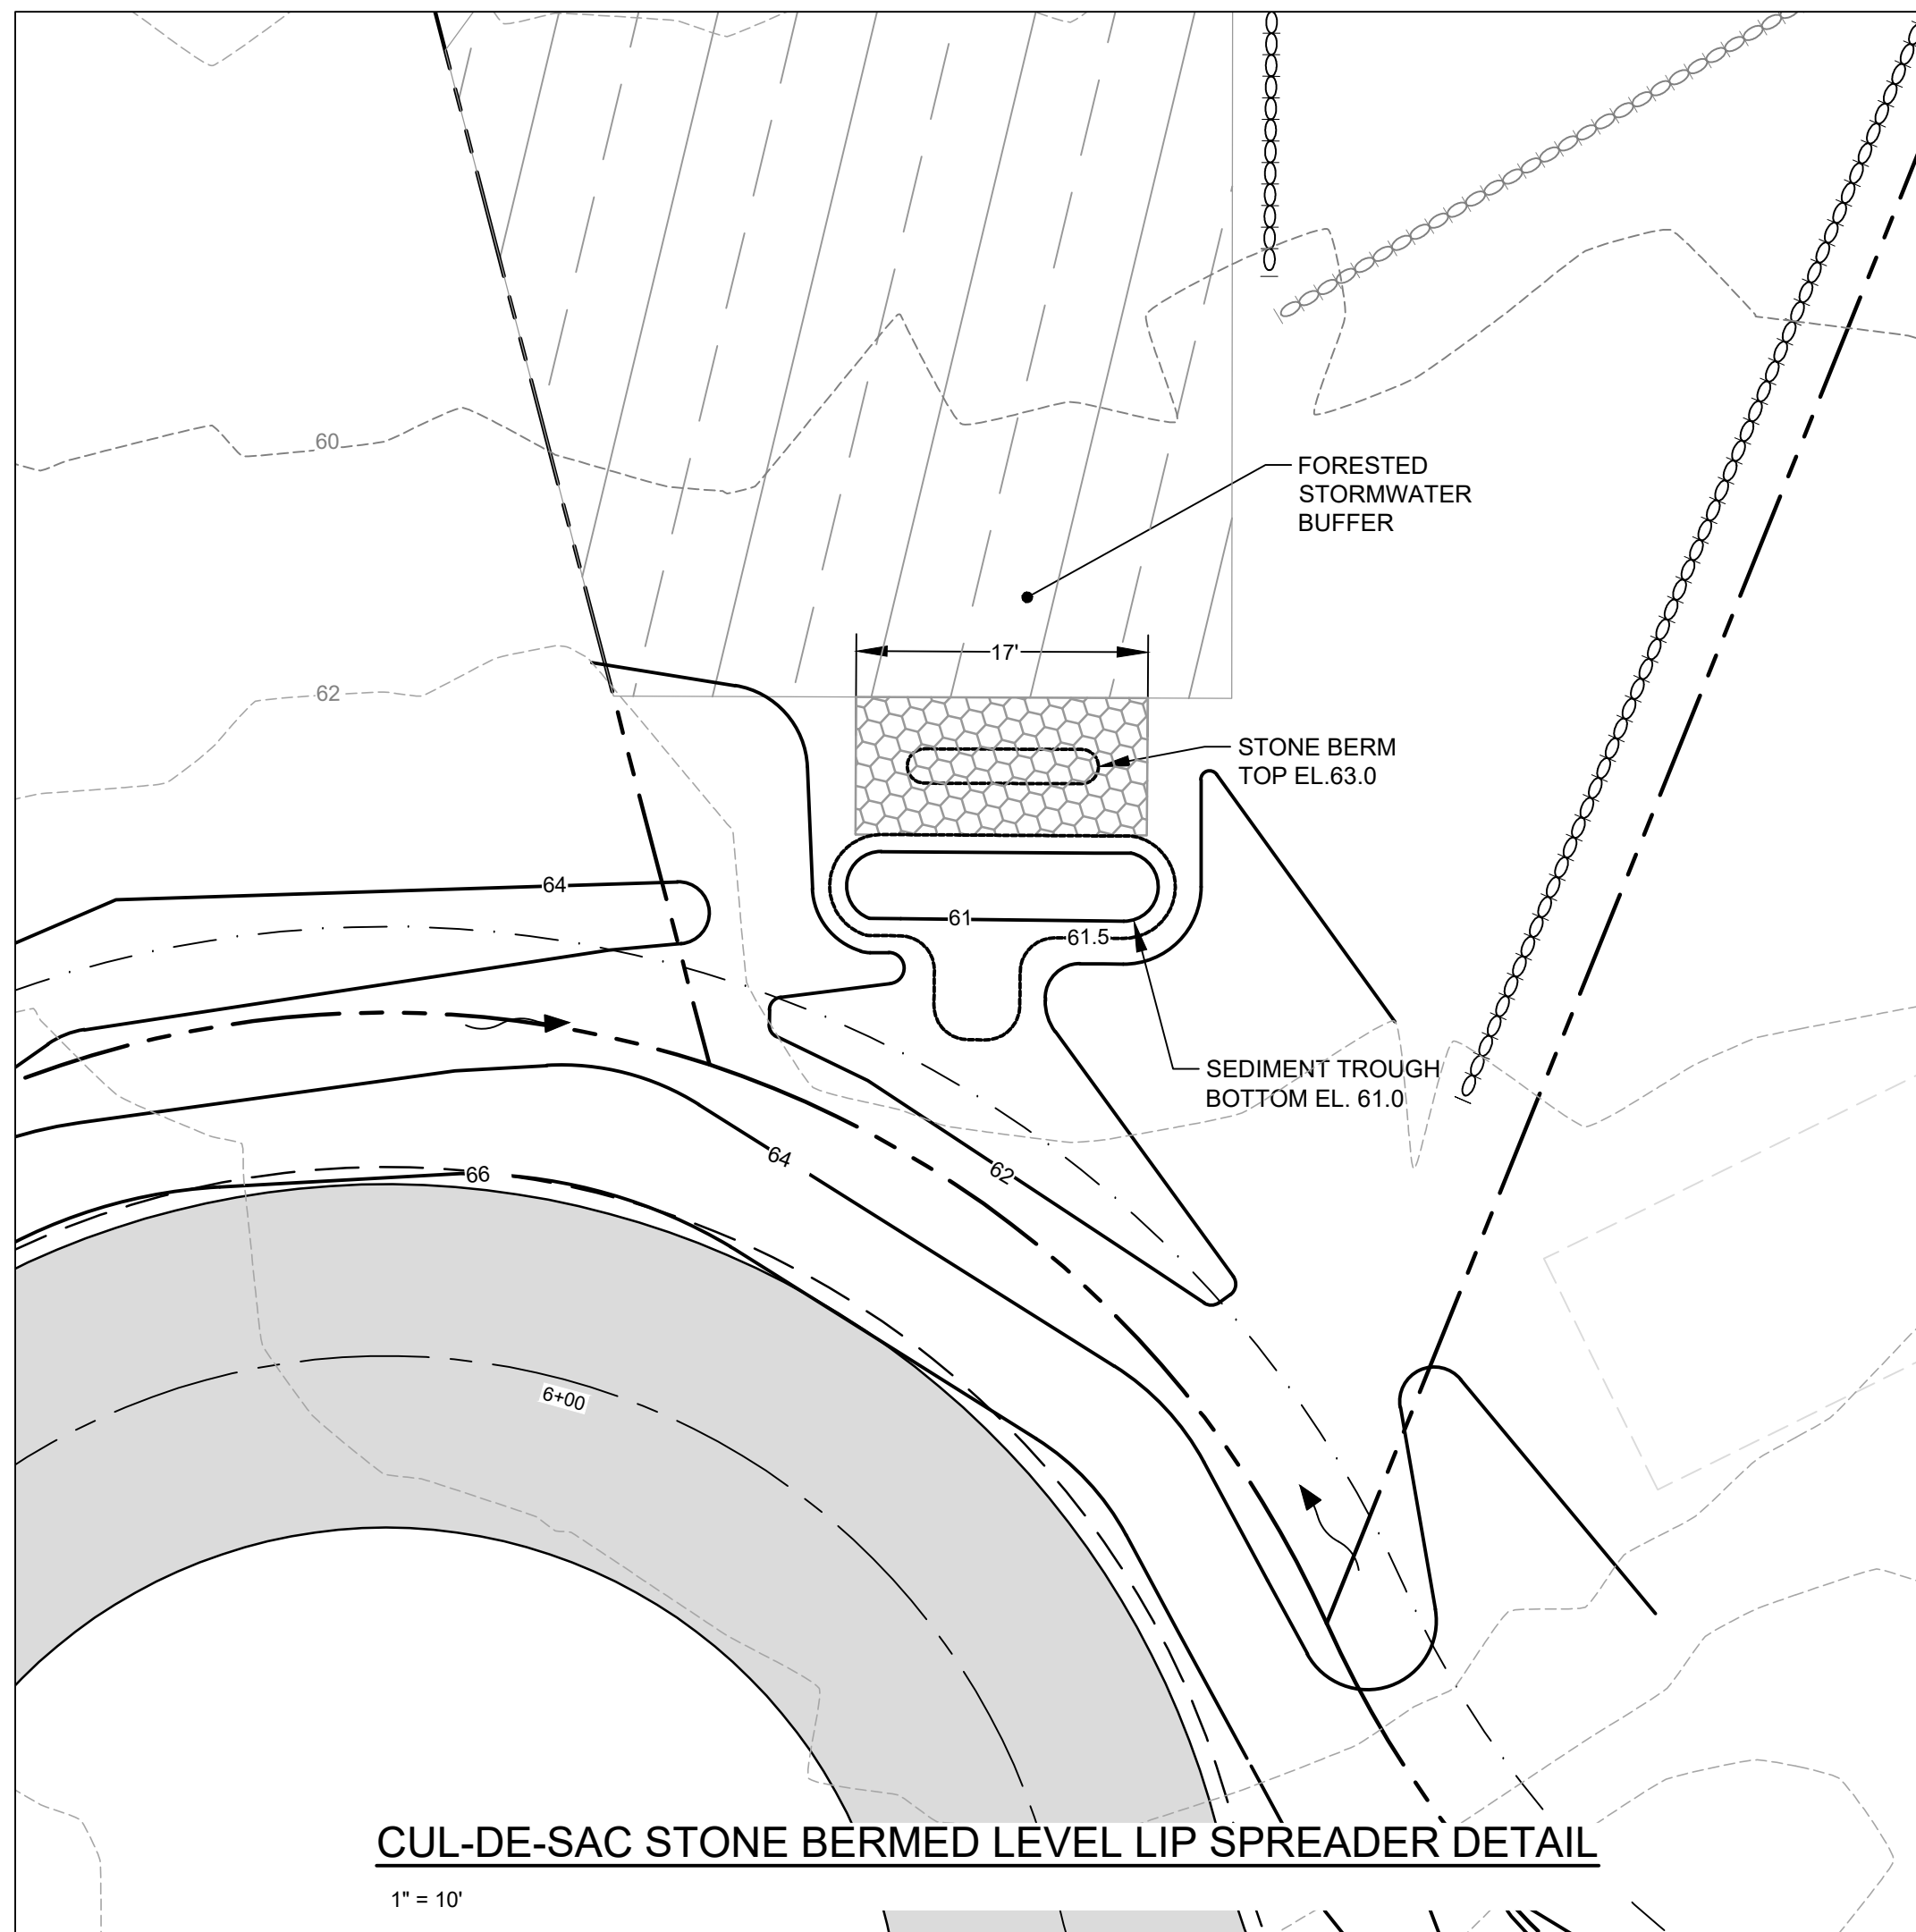 60
FORESTED
STORMWATER
BUFFER
17'
62
STONE BERM
TOP EL.63.0
64
61
61.5
SEDIMENT TROUGH
BOTTOM EL. 61.0
64
62
66
6+00
CUL-DE-SAC STONE BERMED LEVEL LIP SPREADER DETAIL
1" = 10'